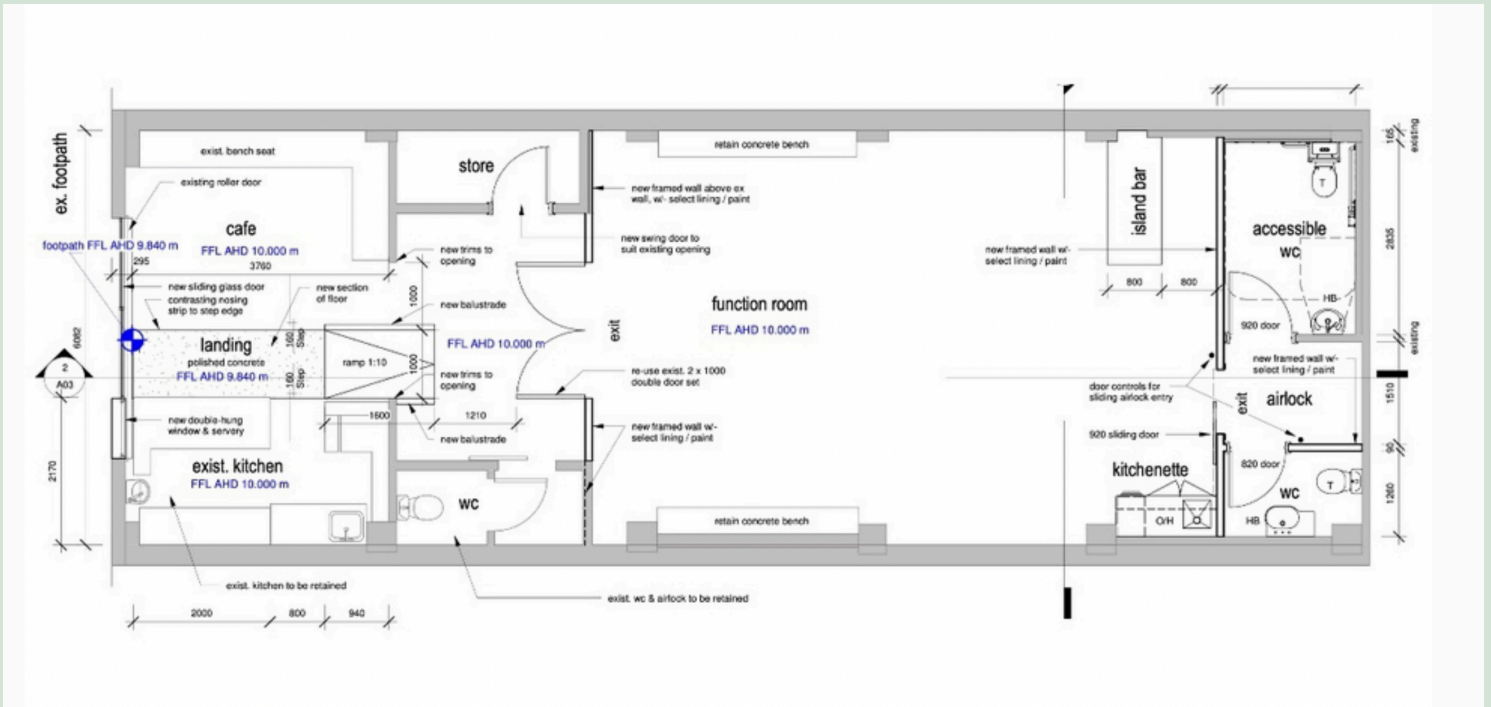 ex. footpath
exist. bench seat
existing roller door
cafe
FFL AHD 10.000 m
footpath FFL AHD 9.840 m
295
3760
new sliding glass door
contrasting nosing
strip to step edge
new section
of floor
6082
landing
polished concrete
FFL AHD 9.840 m
160
Step
160
Step
ramp 1:10
2
A03
new double-hung
window & servery
2170
exist. kitchen
FFL AHD 10.000 m
exist. kitchen to be retained
2000
800
940
store
new trims to
opening
new balustrade
1000
FFL AHD 10.000 m
1000
new trims to
opening
1600
1210
new balustrade
wc
exist. wc & airlock to be retained
new framed wall above ex
wall, w/- select lining / paint
new swing door to
suit existing opening
exit
re-use exist. 2 x 1000
double door set
new framed wall w/-
select lining / paint
retain concrete bench
function room
FFL AHD 10.000 m
retain concrete bench
island bar
new framed wall w/-
select lining / paint
800
800
door controls for
sliding airlock entry
920 sliding door
kitchenette
O/H
accessible
WC
T
HB
920 door
new framed wall w/-
select lining / paint
exit
airlock
820 door
WC
T
HB
165
existing
2835
existing
1510
90
1260